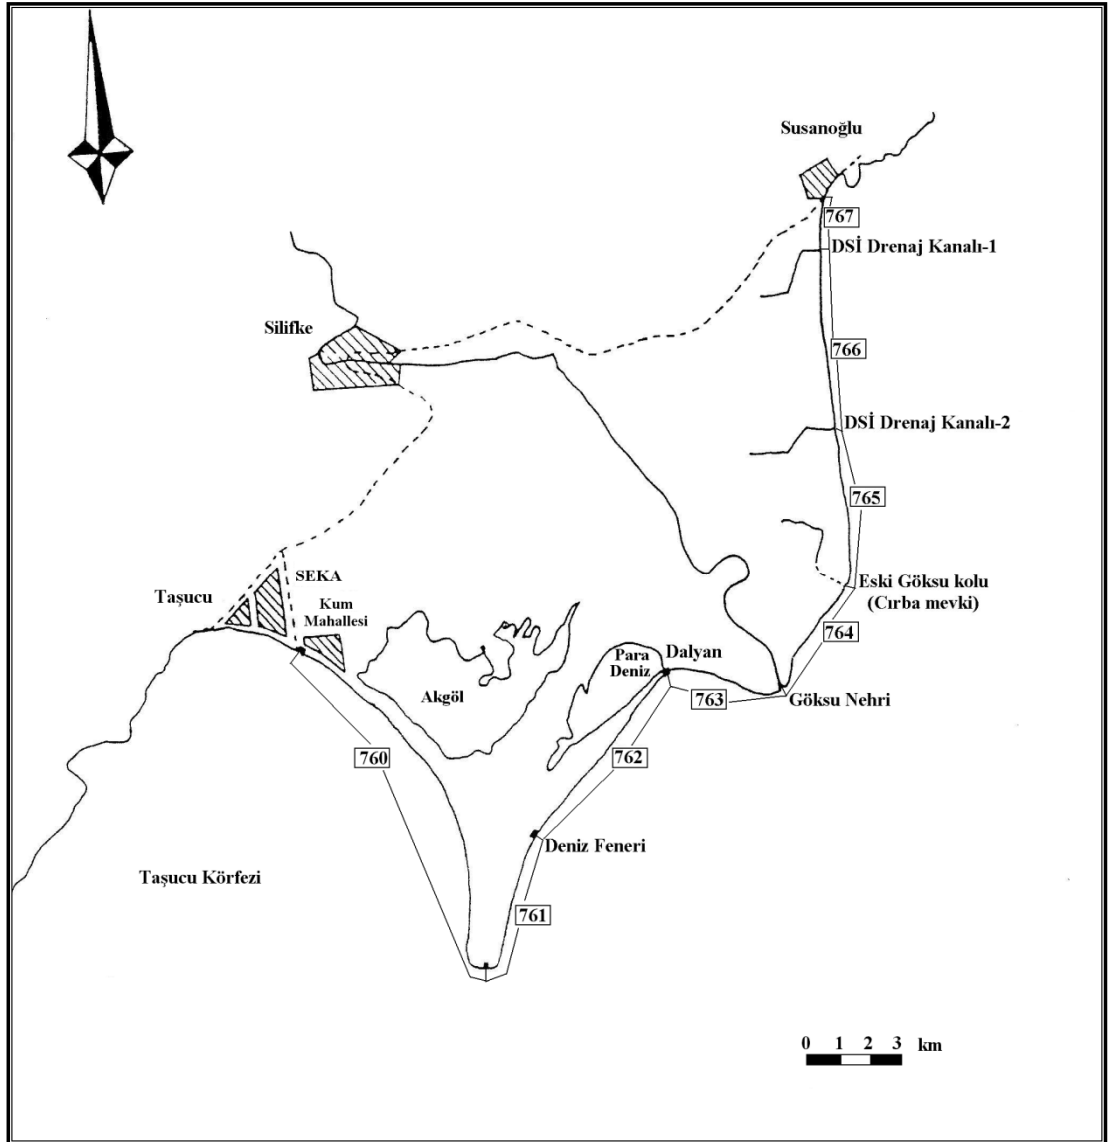 Susanoğlu
767
DSİ Drenaj Kanalı-1
Silifke
766
DSİ Drenaj Kanalı-2
765
SEKA
Taşucu
Kum
Mahallesi
Eski Göksu kolu
(Cırba mevki)
764
Para
Deniz
Dalyan
Akgöl
763
Göksu Nehri
760
762
Deniz Feneri
Taşucu Körfezi
761
0 1 2 3 km